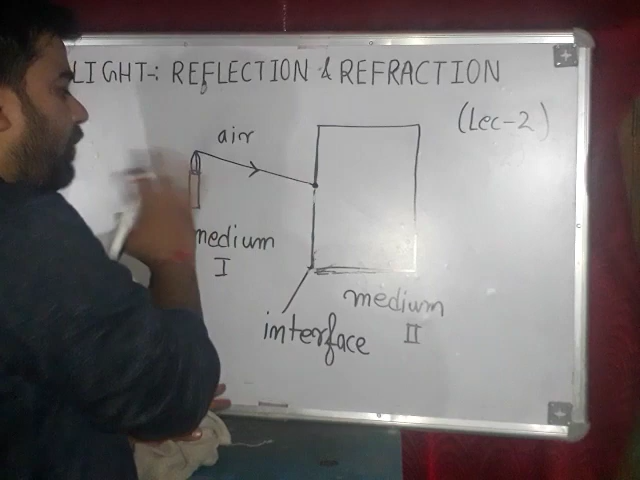 LIGHT-: REFLECTION & REFRACTION
(Lec-2)
air
medium
I
medium
II
interface